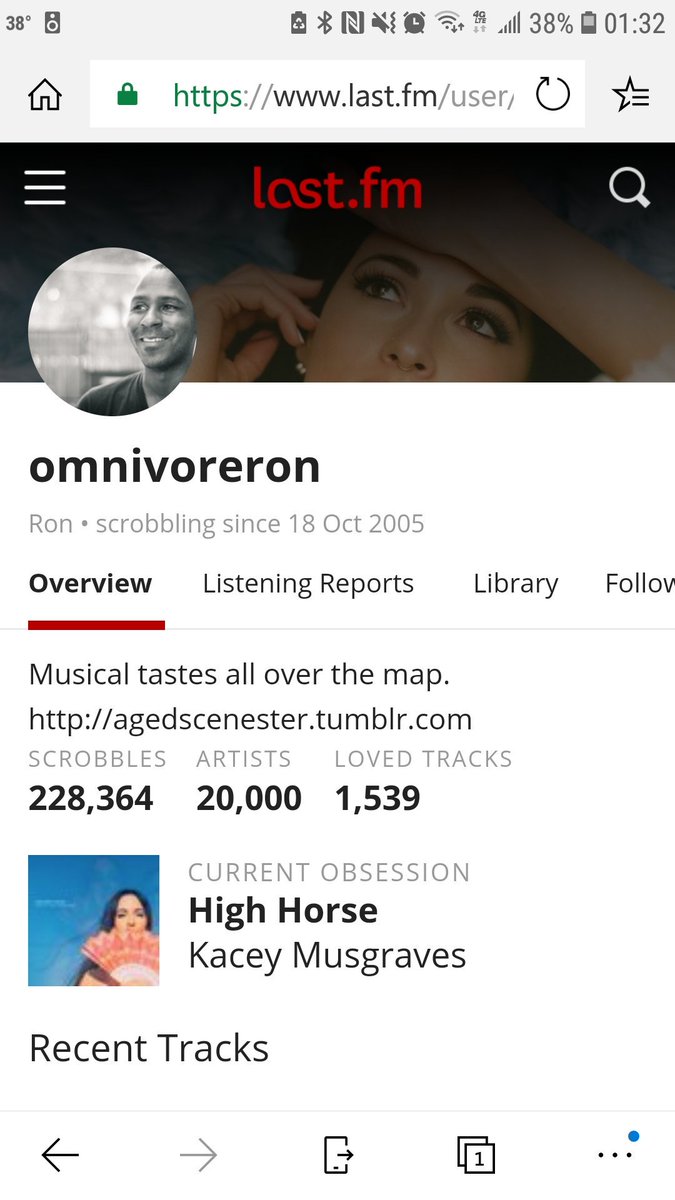 38°
4G
LTE
38%
01:32
https://www.last.fm/user/
last.fm
omnivoreron
Ron • scrobbling since 18 Oct 2005
Overview Listening Reports Library Follow
Musical tastes all over the map.
http://agedscenester.tumblr.com
SCROBBLES ARTISTS LOVED TRACKS
228,364 20,000 1,539
CURRENT OBSESSION
High Horse
Kacey Musgraves
Recent Tracks
1